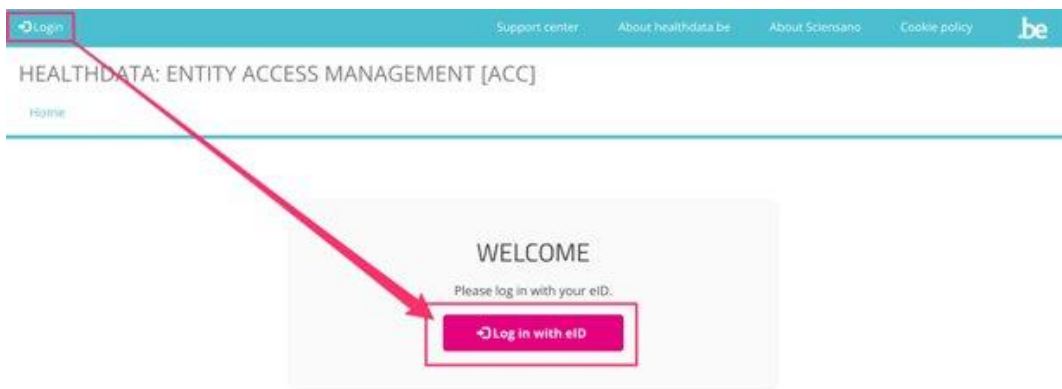 Login Support center About healthdata.be About Sciensano Cookie policy .be
HEALTHDATA: ENTITY ACCESS MANAGEMENT [ACC]
Home
WELCOME
Please log in with your eID.
Log in with eID